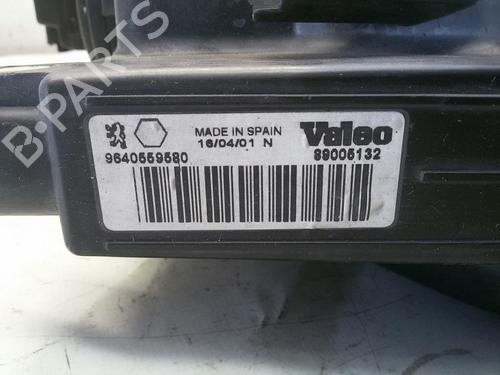 B-PARTS
MADE IN SPAIN
16/04/01 N
Valeo
9640559580
89005132